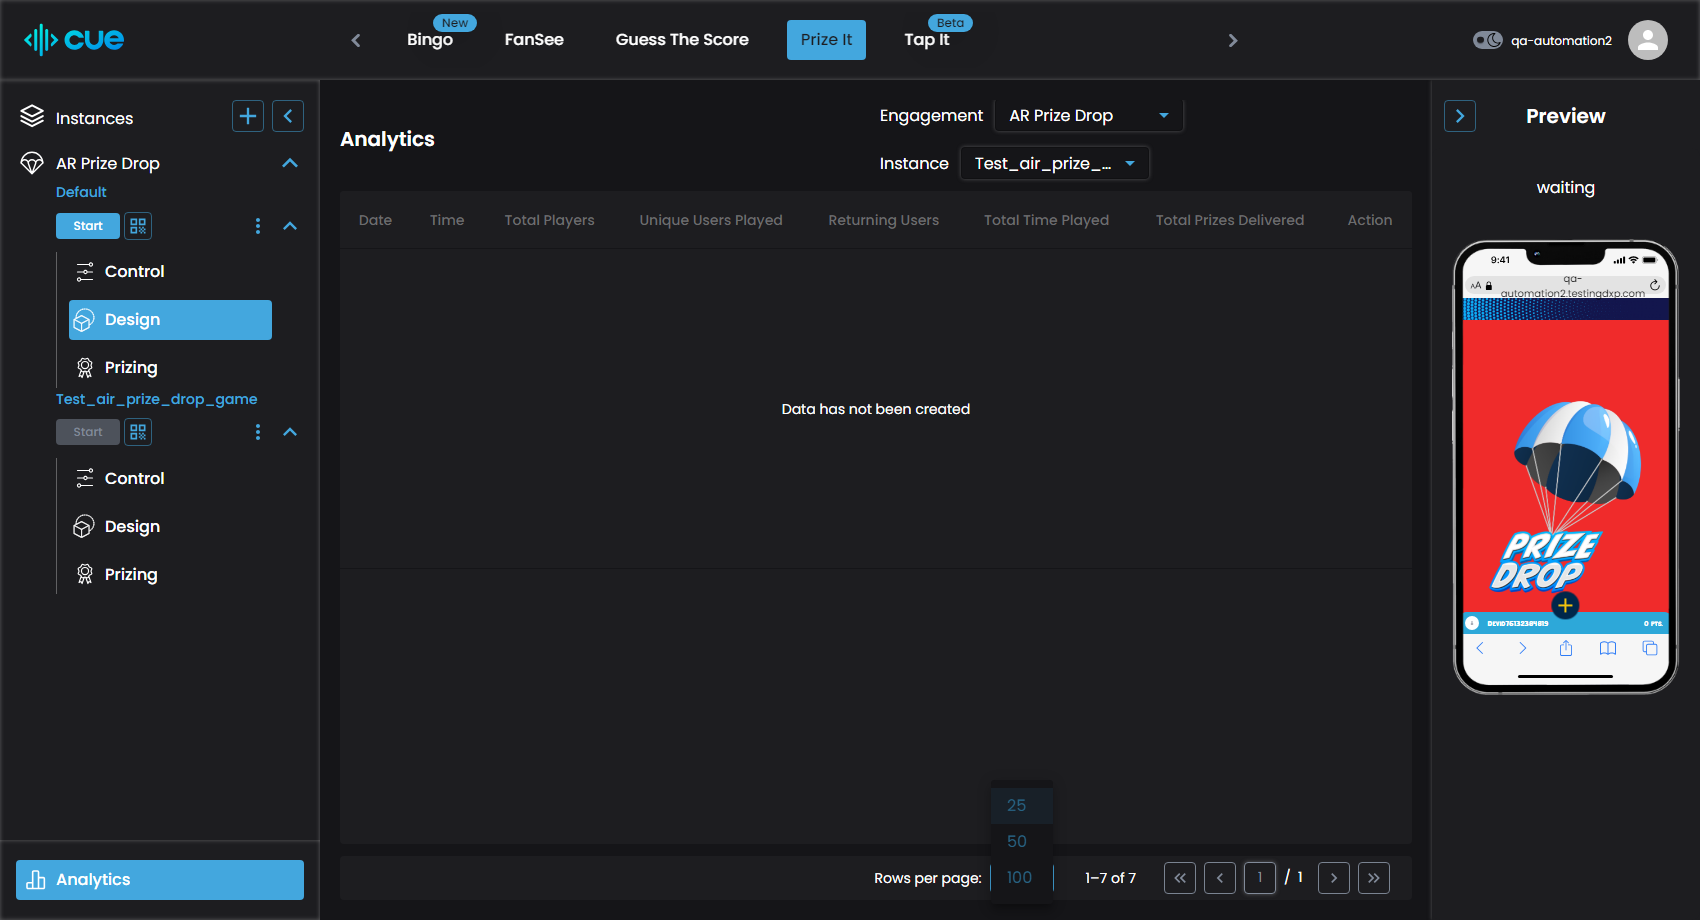 cue
New
Bingo
FanSee
Guess The Score
Prize It
Beta
Tap It
qa-automation2
Instances
AR Prize Drop
Default
Start
Control
Design
Prizing
Test_air_prize_drop_game
Start
Control
Design
Prizing
Analytics
Analytics
Engagement
AR Prize Drop
Instance
Test_air_prize_...
Date
Time
Total Players
Unique Users Played
Returning Users
Total Time Played
Total Prizes Delivered
Action
Data has not been created
25
50
100
Rows per page:
1–7 of 7
1
/ 1
Preview
waiting
9:41
AA
qa-
automation2.testingdxp.com
PRIZE
DROP
0 PTS.